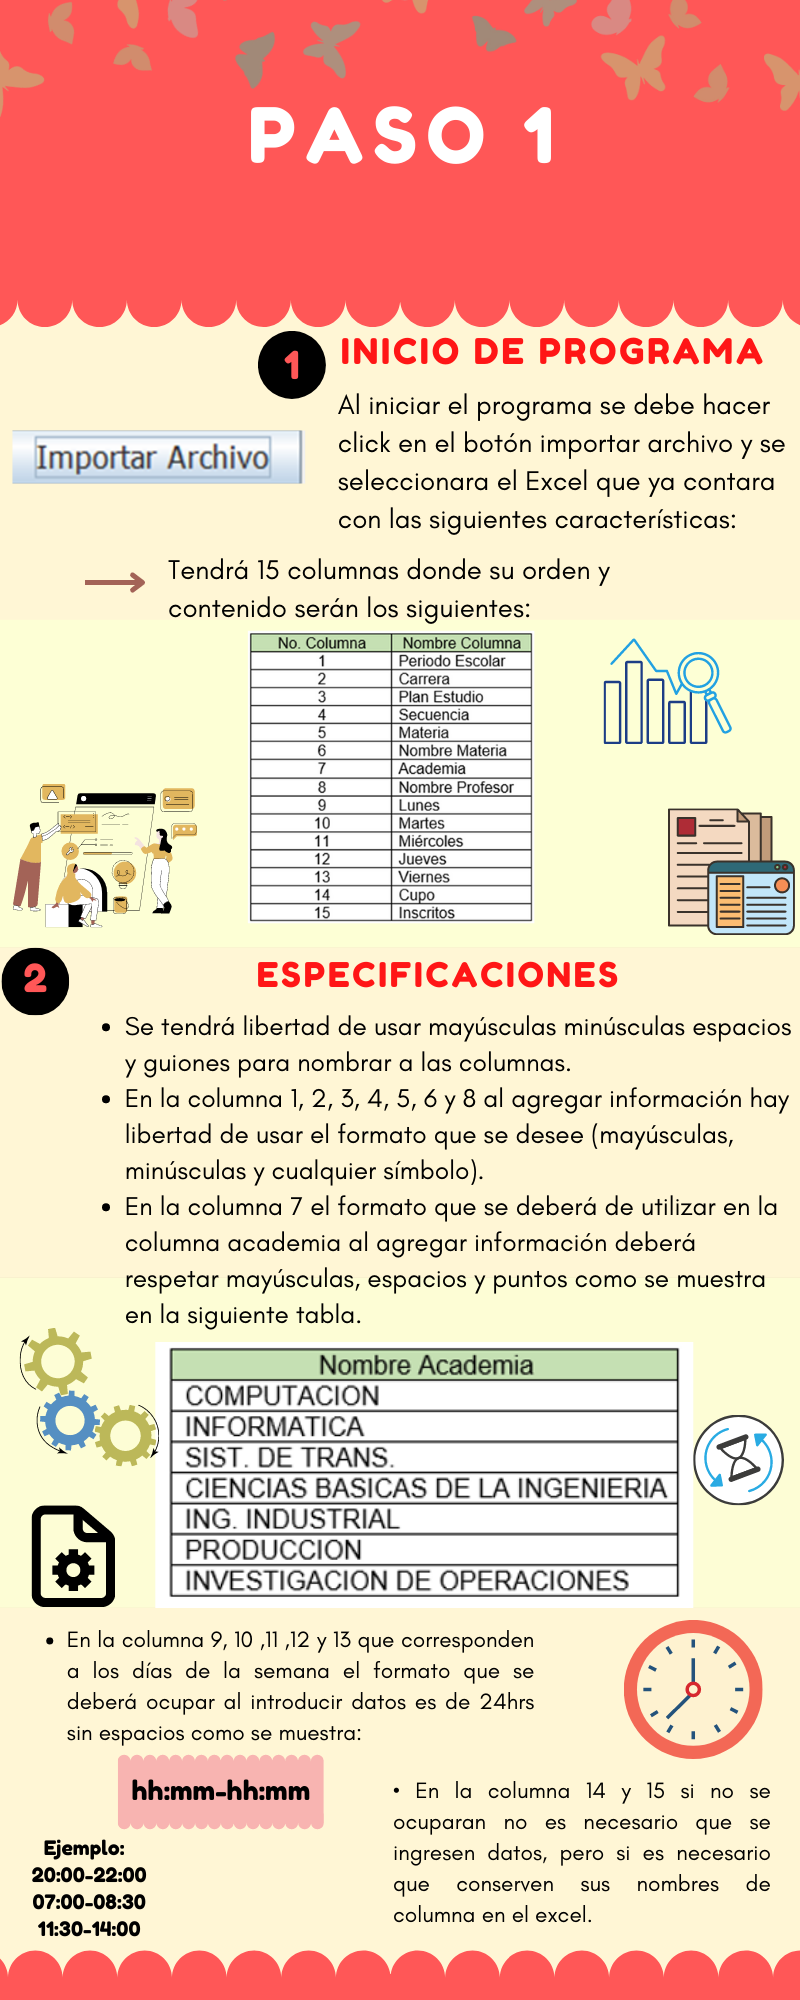 PASO 1
1
INICIO DE PROGRAMA
Al iniciar el programa se debe hacer
click en el botón importar archivo y se
seleccionara el Excel que ya contara
con las siguientes características:
Importar Archivo
Tendrá 15 columnas donde su orden y
contenido serán los siguientes:
No. Columna Nombre Columna
1 Periodo Escolar
2 Carrera
3 Plan Estudio
4 Secuencia
5 Materia
6 Nombre Materia
7 Academia
8 Nombre Profesor
9 Lunes
10 Martes
11 Miércoles
12 Jueves
13 Viernes
14 Cupo
15 Inscritos
2
ESPECIFICACIONES
• Se tendrá libertad de usar mayúsculas minúsculas espacios
y guiones para nombrar a las columnas.
• En la columna 1, 2, 3, 4, 5, 6 y 8 al agregar información hay
libertad de usar el formato que se desee (mayúsculas,
minúsculas y cualquier símbolo).
• En la columna 7 el formato que se deberá de utilizar en la
columna academia al agregar información deberá
respetar mayúsculas, espacios y puntos como se muestra
en la siguiente tabla.
Nombre Academia
COMPUTACION
INFORMATICA
SIST. DE TRANS.
CIENCIAS BASICAS DE LA INGENIERIA
ING. INDUSTRIAL
PRODUCCION
INVESTIGACION DE OPERACIONES
• En la columna 9, 10 ,11 ,12 y 13 que corresponden
a los días de la semana el formato que se
deberá ocupar al introducir datos es de 24hrs
sin espacios como se muestra:
hh:mm-hh:mm
Ejemplo:
20:00-22:00
07:00-08:30
11:30-14:00
• En la columna 14 y 15 si no se
ocuparan no es necesario que se
ingresen datos, pero si es necesario
que conserven sus nombres de
columna en el excel.